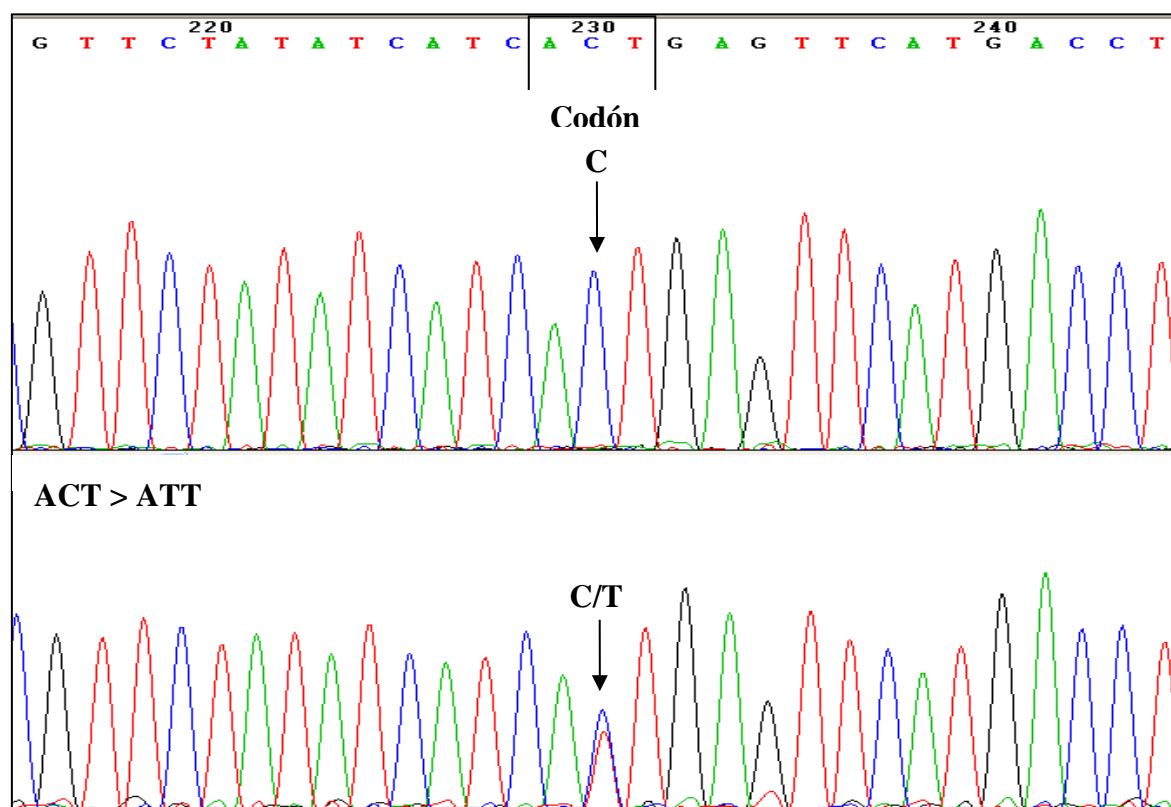 220 230 240
G T T C T A T A T C A T C A C T G A G T T C A T G A C C T
Codón
C
ACT > ATT
C/T